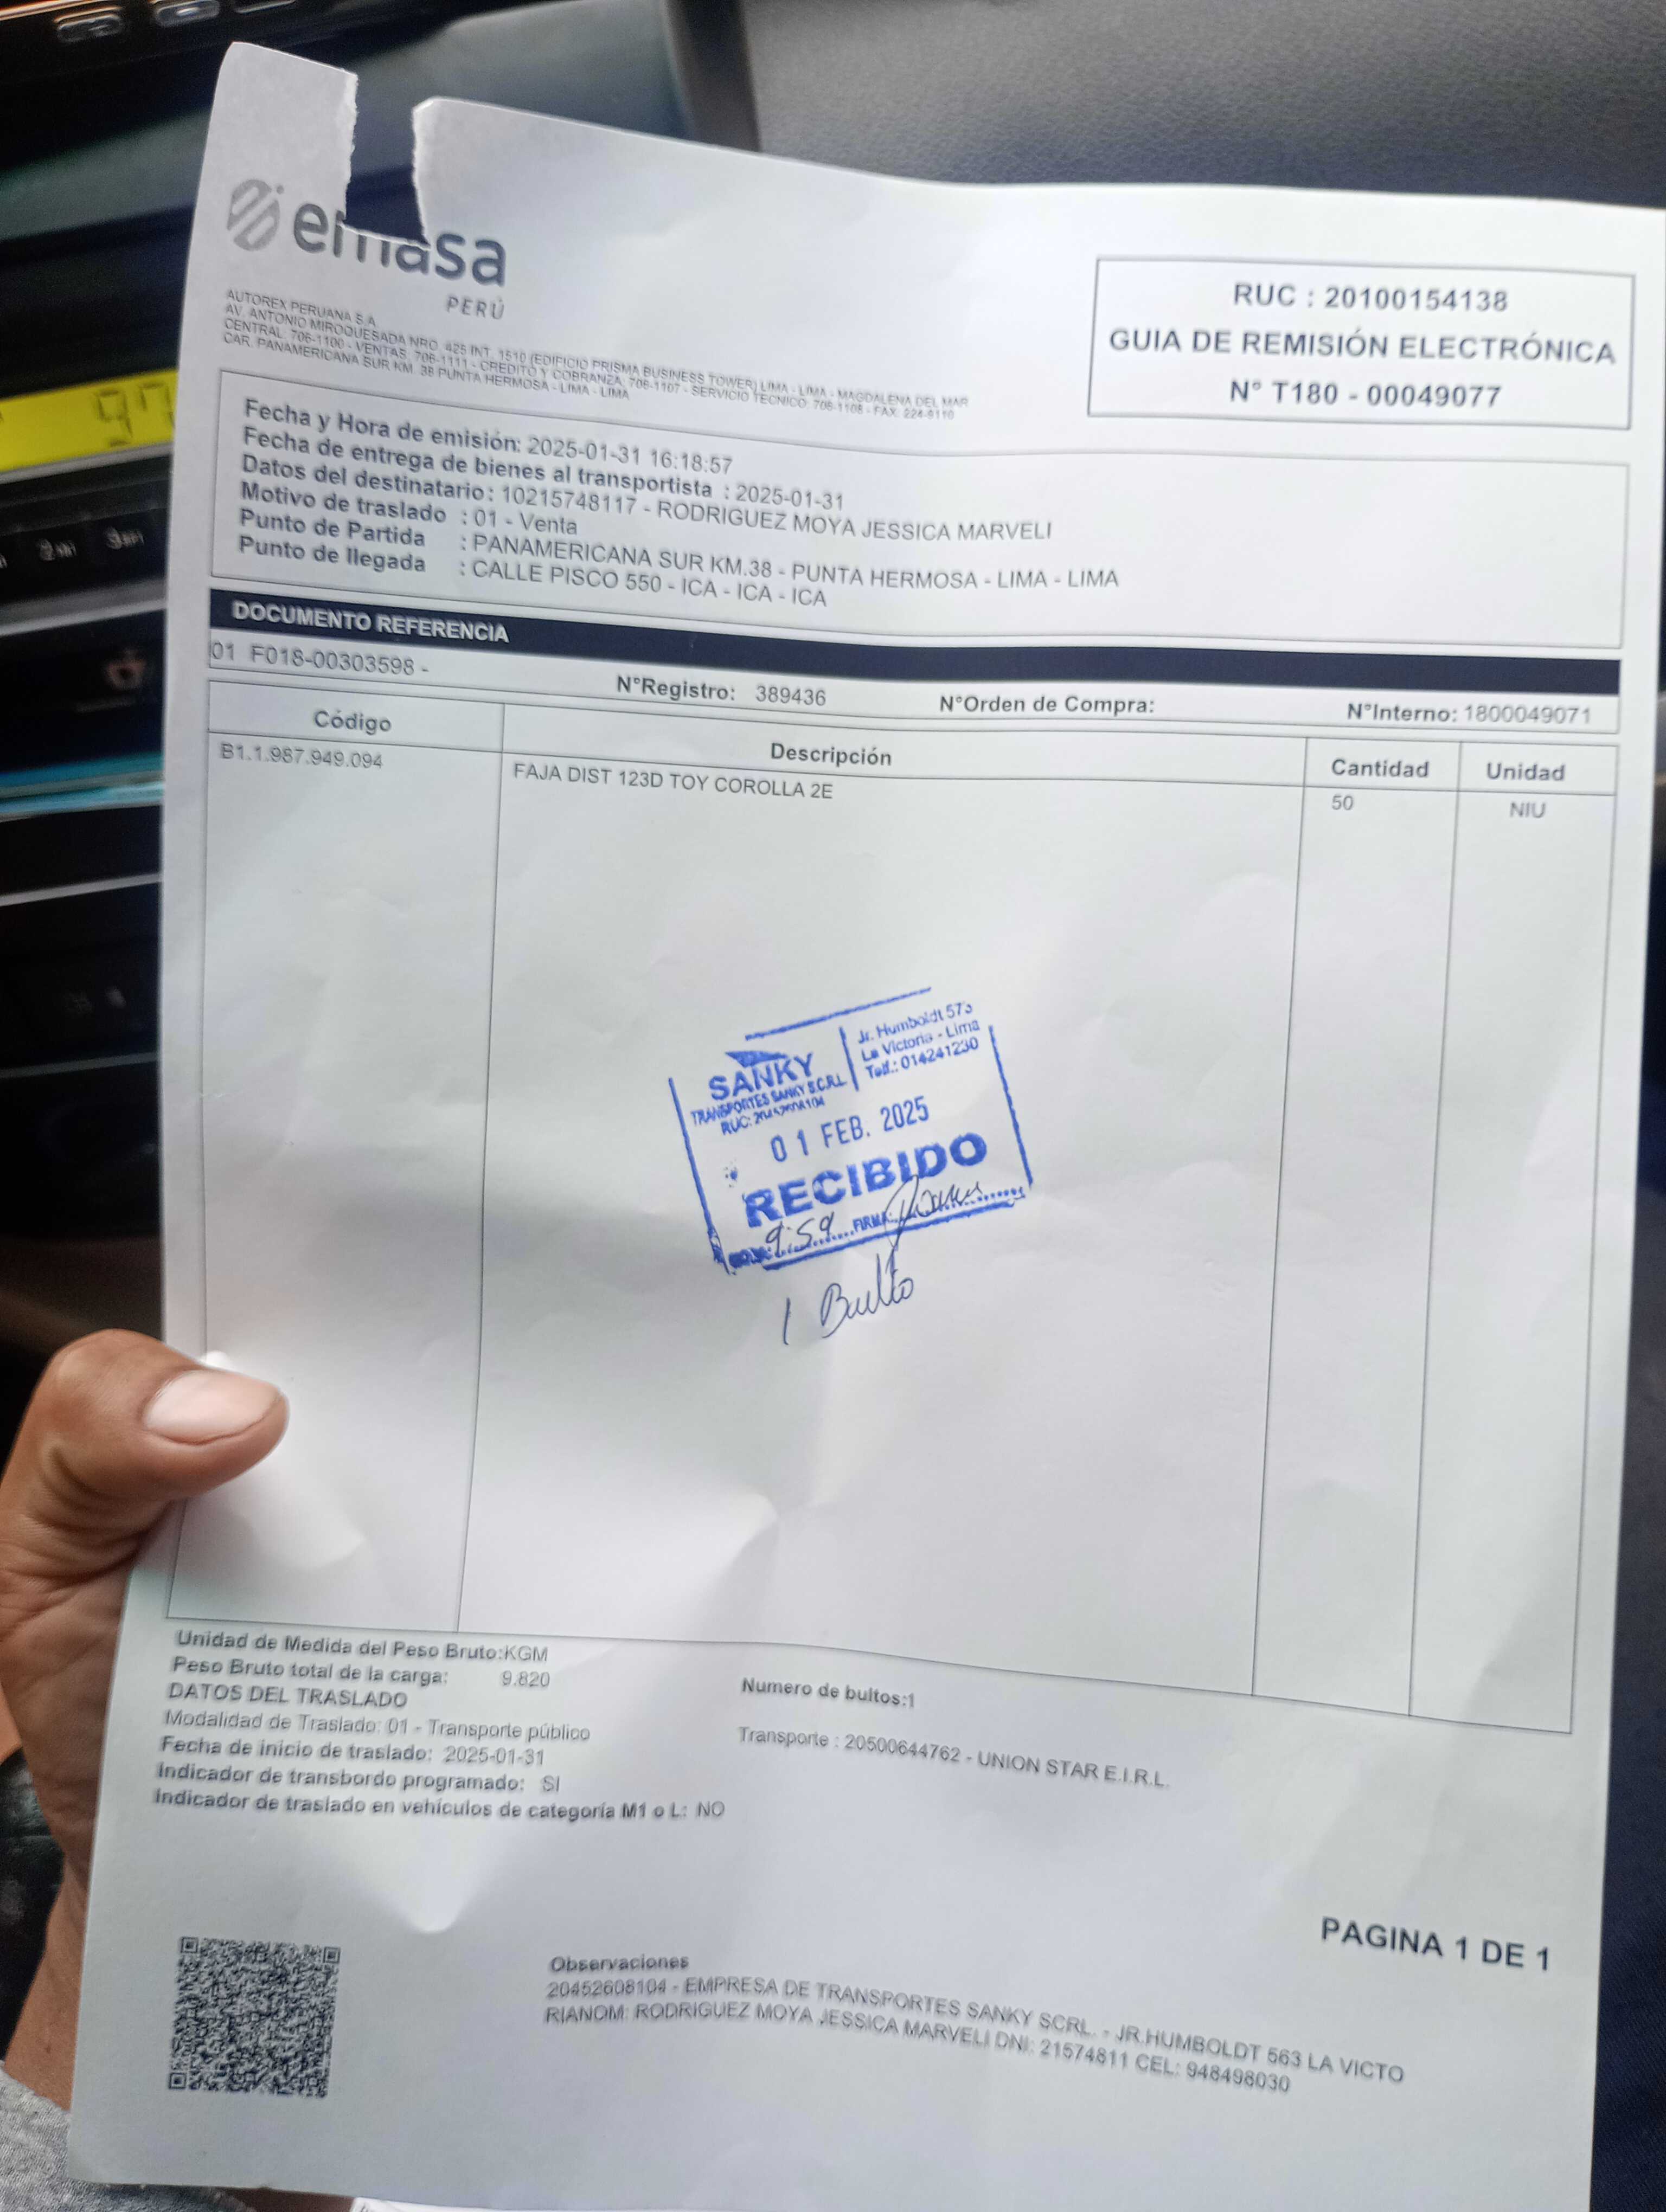 emasa
PERÚ
AUTOREX PERUANA S.A.
AV. ANTONIO MIROQUESADA NRO. 425 INT. 1510 (EDIFICIO PRISMA BUSINESS TOWER) LIMA - LIMA - MAGDALENA DEL MAR
CENTRAL: 706-1100 - VENTAS: 706-1111 - CREDITO Y COBRANZA: 706-1107 - SERVICIO TECNICO: 706-1108 - FAX: 224-9110
CAR. PANAMERICANA SUR KM. 38 PUNTA HERMOSA - LIMA - LIMA
RUC : 20100154138
GUIA DE REMISIÓN ELECTRÓNICA
N° T180 - 00049077
Fecha y Hora de emisión: 2025-01-31 16:18:57
Fecha de entrega de bienes al transportista : 2025-01-31
Datos del destinatario : 10215748117 - RODRIGUEZ MOYA JESSICA MARVELI
Motivo de traslado : 01 - Venta
Punto de Partida : PANAMERICANA SUR KM.38 - PUNTA HERMOSA - LIMA - LIMA
Punto de llegada : CALLE PISCO 550 - ICA - ICA - ICA
DOCUMENTO REFERENCIA
01 F018-00303598 -
N°Registro: 389436 N°Orden de Compra: N°Interno: 1800049071
Código Descripción Cantidad Unidad
B1.1.987.949.094 FAJA DIST 123D TOY COROLLA 2E 50 NIU
SANKY
TRANSPORTES SANKY S.C.R.L
RUC: 20452608104
Jr. Humboldt 573
La Victoria - Lima
Telf.: 014241230
01 FEB. 2025
RECIBIDO
9:59 FIRMA:
1 Bulto
Unidad de Medida del Peso Bruto:KGM
Peso Bruto total de la carga: 9.820
Numero de bultos:1
DATOS DEL TRASLADO
Modalidad de Traslado: 01 - Transporte público
Transporte : 20500644762 - UNION STAR E.I.R.L.
Fecha de inicio de traslado: 2025-01-31
Indicador de transbordo programado: SI
Indicador de traslado en vehículos de categoría M1 o L: NO
PAGINA 1 DE 1
Observaciones
20452608104 - EMPRESA DE TRANSPORTES SANKY SCRL. - JR.HUMBOLDT 563 LA VICTO
RIANOM: RODRIGUEZ MOYA JESSICA MARVELI DNI: 21574811 CEL: 948498030